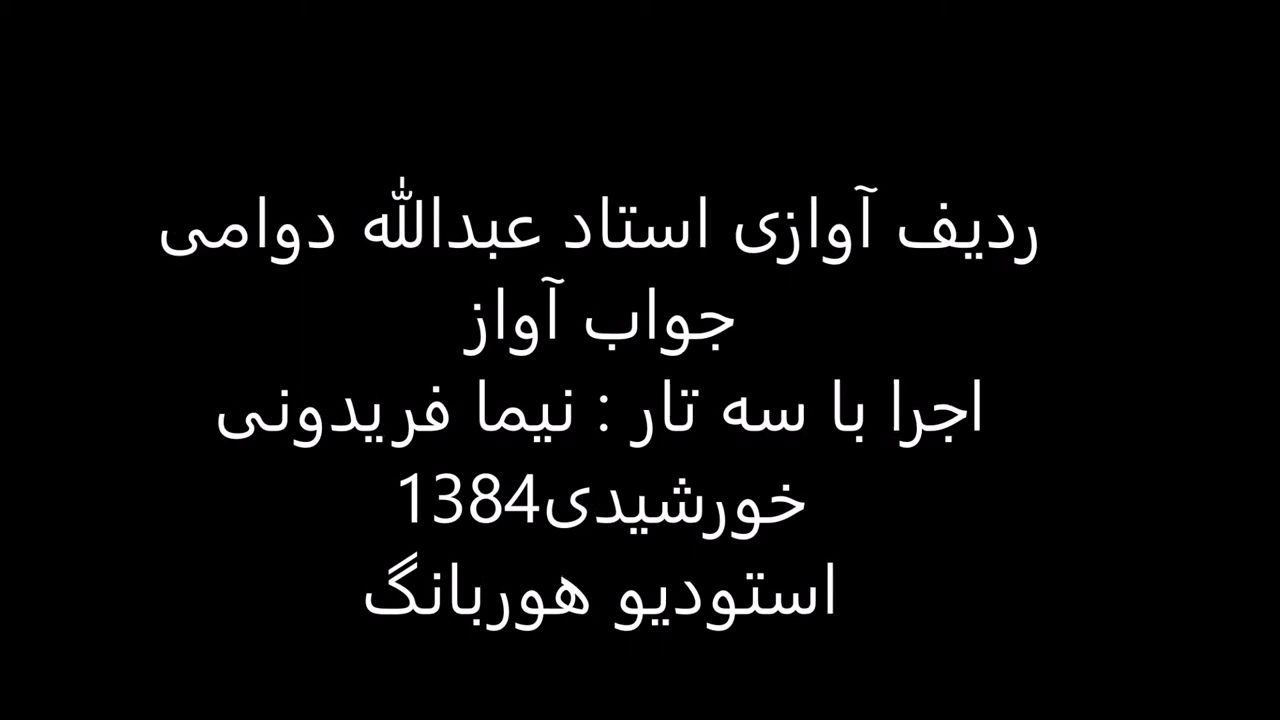 ردیف آوازی استاد عبدالله دوامی
جواب آواز
اجرا با سه تار : نیما فریدونی
خورشیدی1384
استودیو هوربانگ